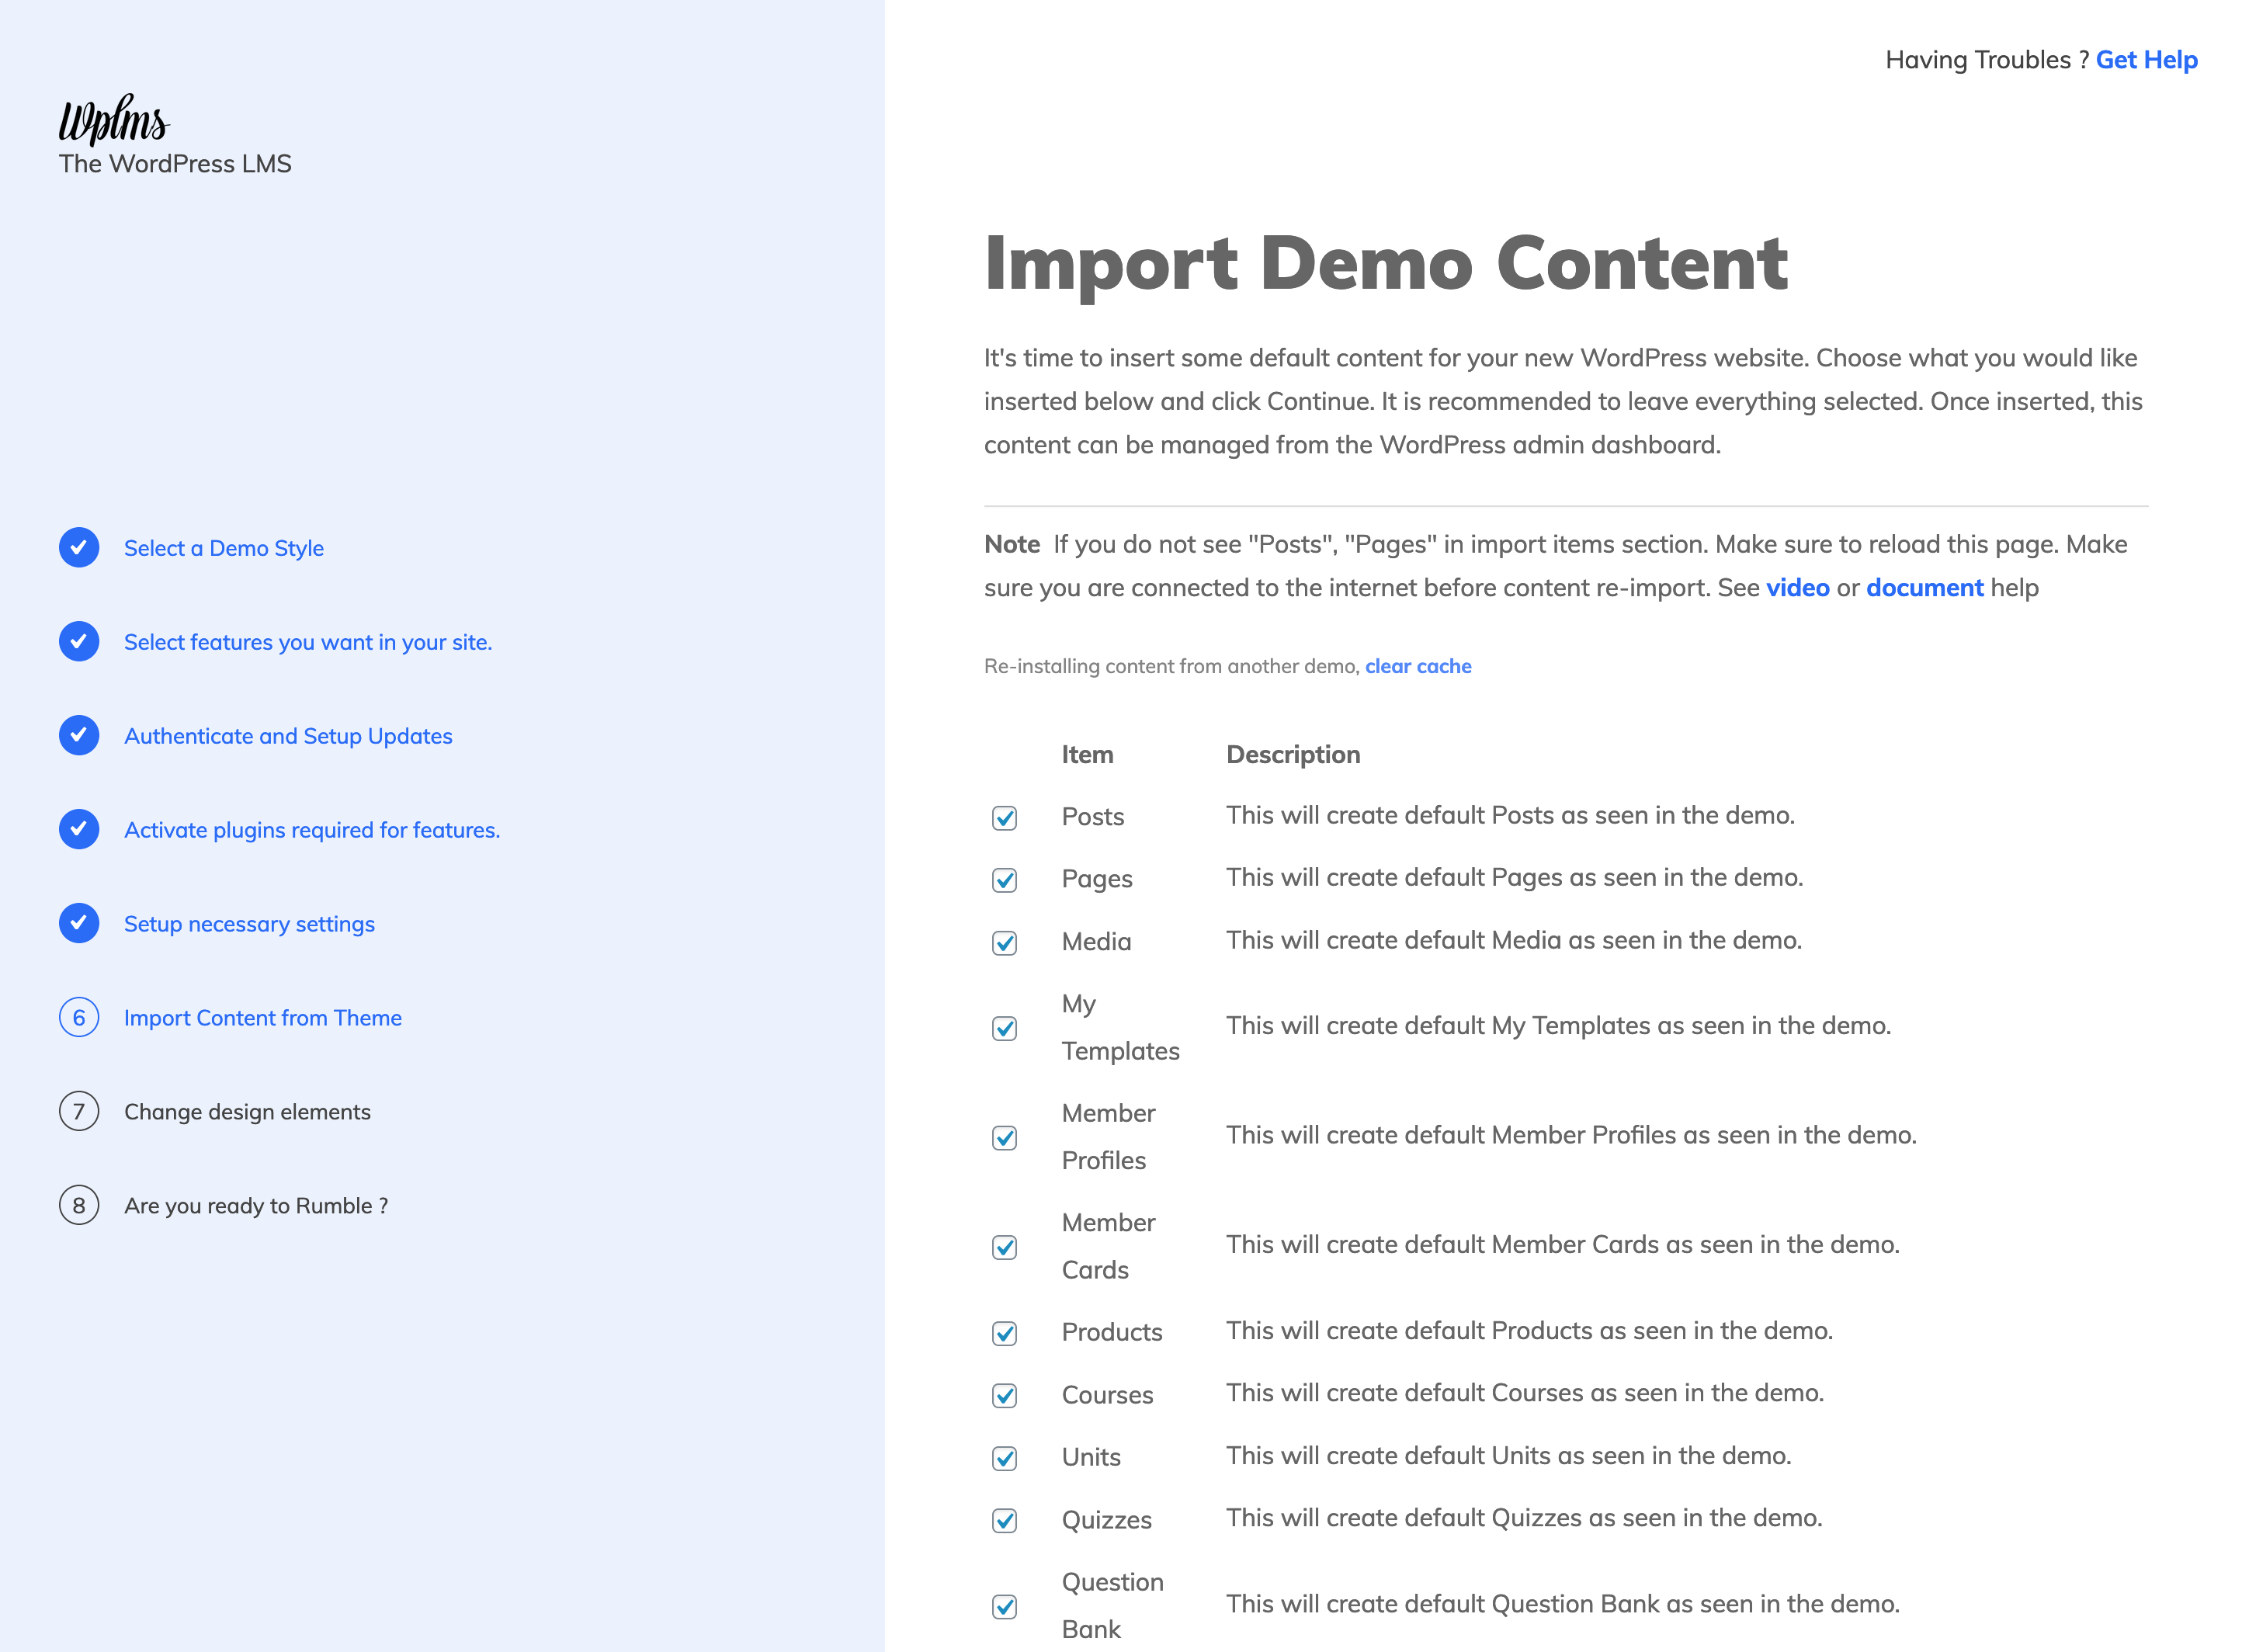 Having Troubles ? Get Help
Wplms
The WordPress LMS
Select a Demo Style
Select features you want in your site.
Authenticate and Setup Updates
Activate plugins required for features.
Setup necessary settings
6 Import Content from Theme
7 Change design elements
8 Are you ready to Rumble ?
Import Demo Content
It's time to insert some default content for your new WordPress website. Choose what you would like
inserted below and click Continue. It is recommended to leave everything selected. Once inserted, this
content can be managed from the WordPress admin dashboard.
Note If you do not see "Posts", "Pages" in import items section. Make sure to reload this page. Make
sure you are connected to the internet before content re-import. See video or document help
Re-installing content from another demo, clear cache
Item Description
Posts This will create default Posts as seen in the demo.
Pages This will create default Pages as seen in the demo.
Media This will create default Media as seen in the demo.
My
Templates
This will create default My Templates as seen in the demo.
Member
Profiles
This will create default Member Profiles as seen in the demo.
Member
Cards
This will create default Member Cards as seen in the demo.
Products This will create default Products as seen in the demo.
Courses This will create default Courses as seen in the demo.
Units This will create default Units as seen in the demo.
Quizzes This will create default Quizzes as seen in the demo.
Question
Bank
This will create default Question Bank as seen in the demo.